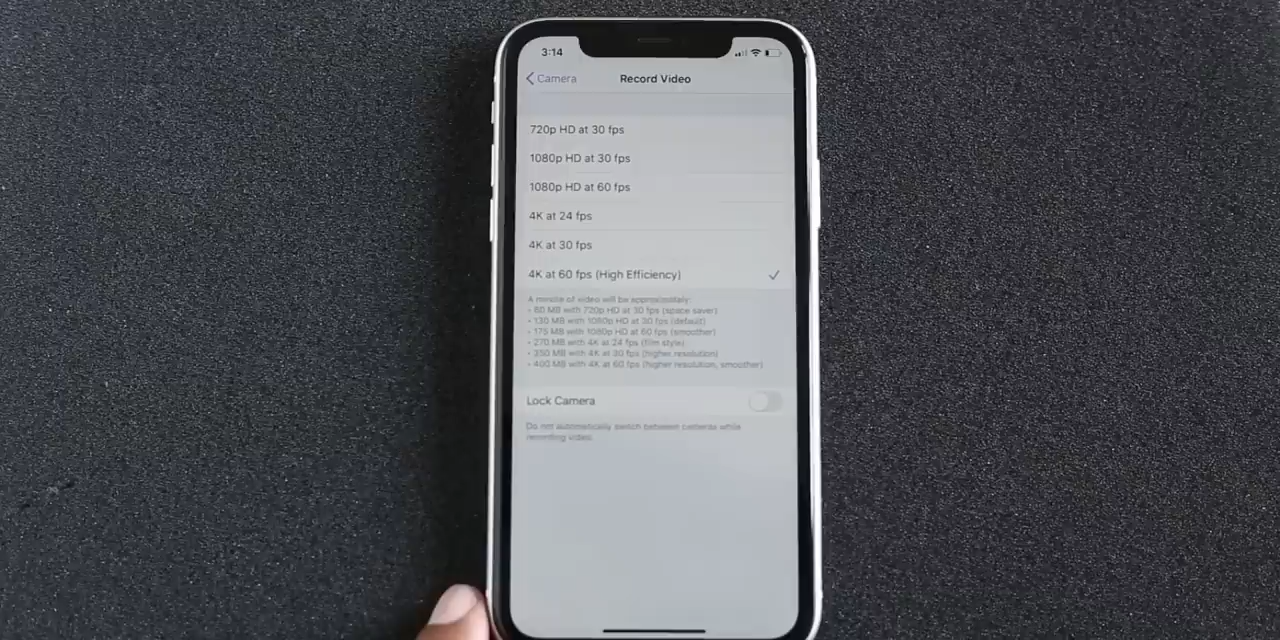 3:14
Camera
Record Video
720p HD at 30 fps
1080p HD at 30 fps
1080p HD at 60 fps
4K at 24 fps
4K at 30 fps
4K at 60 fps (High Efficiency)
A minute of video will be approximately:
• 60 MB with 720p HD at 30 fps (space saver)
• 130 MB with 1080p HD at 30 fps (default)
• 175 MB with 1080p HD at 60 fps (smoother)
• 270 MB with 4K at 24 fps (film style)
• 350 MB with 4K at 30 fps (higher resolution)
• 400 MB with 4K at 60 fps (higher resolution, smoother)
Lock Camera
Do not automatically switch between cameras while
recording video.